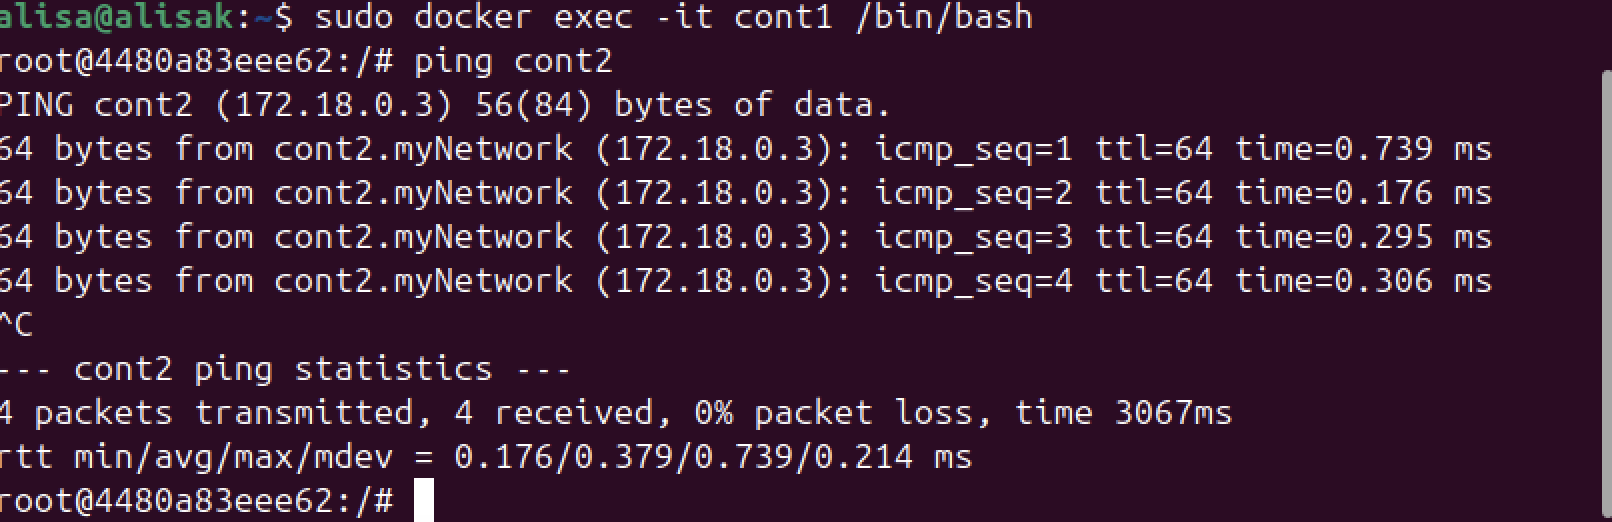 alisa@alisak:~$ sudo docker exec -it cont1 /bin/bash
root@4480a83eee62:/# ping cont2
PING cont2 (172.18.0.3) 56(84) bytes of data.
64 bytes from cont2.myNetwork (172.18.0.3): icmp_seq=1 ttl=64 time=0.739 ms
64 bytes from cont2.myNetwork (172.18.0.3): icmp_seq=2 ttl=64 time=0.176 ms
64 bytes from cont2.myNetwork (172.18.0.3): icmp_seq=3 ttl=64 time=0.295 ms
64 bytes from cont2.myNetwork (172.18.0.3): icmp_seq=4 ttl=64 time=0.306 ms
^C
--- cont2 ping statistics ---
4 packets transmitted, 4 received, 0% packet loss, time 3067ms
rtt min/avg/max/mdev = 0.176/0.379/0.739/0.214 ms
root@4480a83eee62:/#